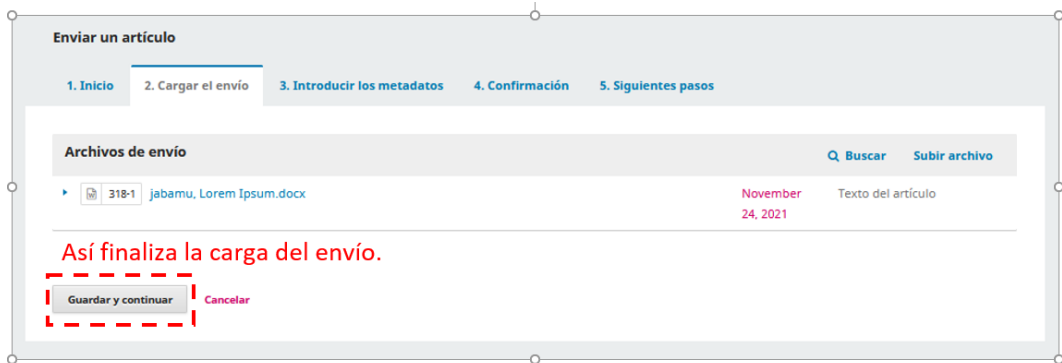 Enviar un artículo
1. Inicio 2. Cargar el envío 3. Introducir los metadatos 4. Confirmación 5. Siguientes pasos
Archivos de envío Buscar Subir archivo
318-1 jabamu, Lorem Ipsum.docx November Texto del artículo
24, 2021
Así finaliza la carga del envío.
Guardar y continuar Cancelar